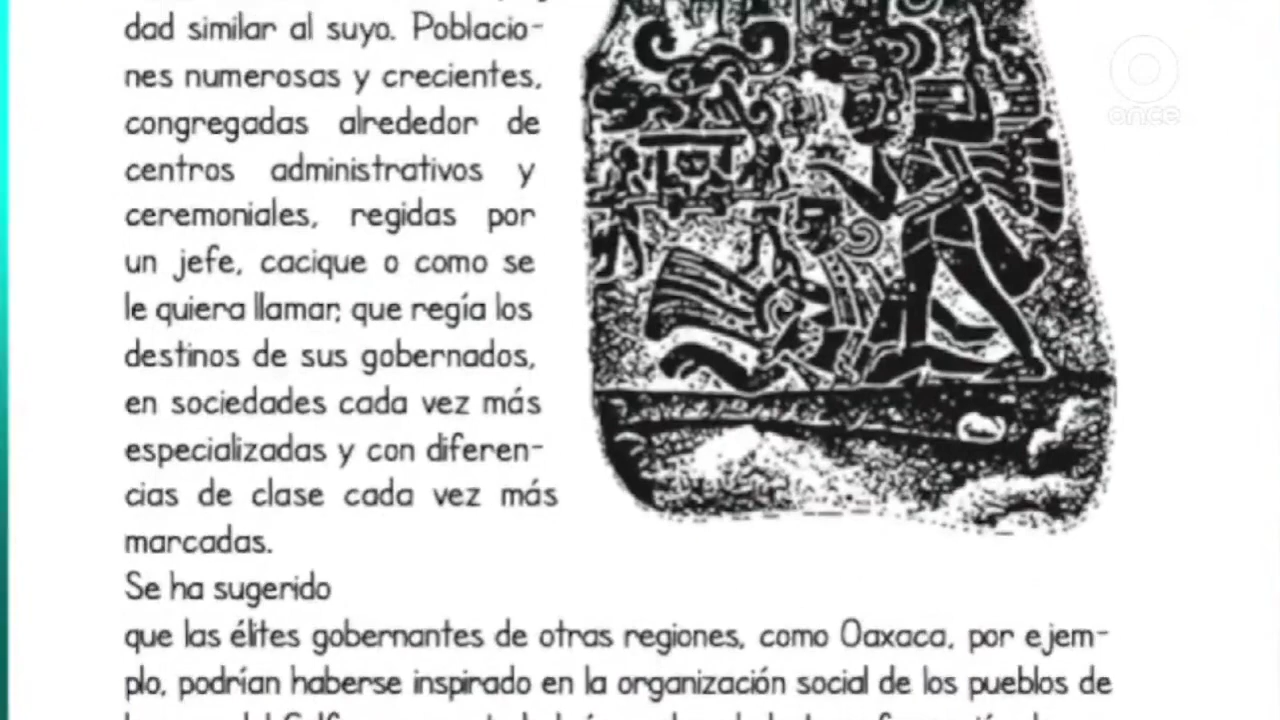 dad similar al suyo. Poblacio-
nes numerosas y crecientes,
congregadas alrededor de
centros administrativos y
ceremoniales, regidas por
un jefe, cacique o como se
le quiera llamar, que regía los
destinos de sus gobernados,
en sociedades cada vez más
especializadas y con diferen-
cias de clase cada vez más
marcadas.
Se ha sugerido
que las élites gobernantes de otras regiones, como Oaxaca, por ejem-
plo, podrían haberse inspirado en la organización social de los pueblos de
once